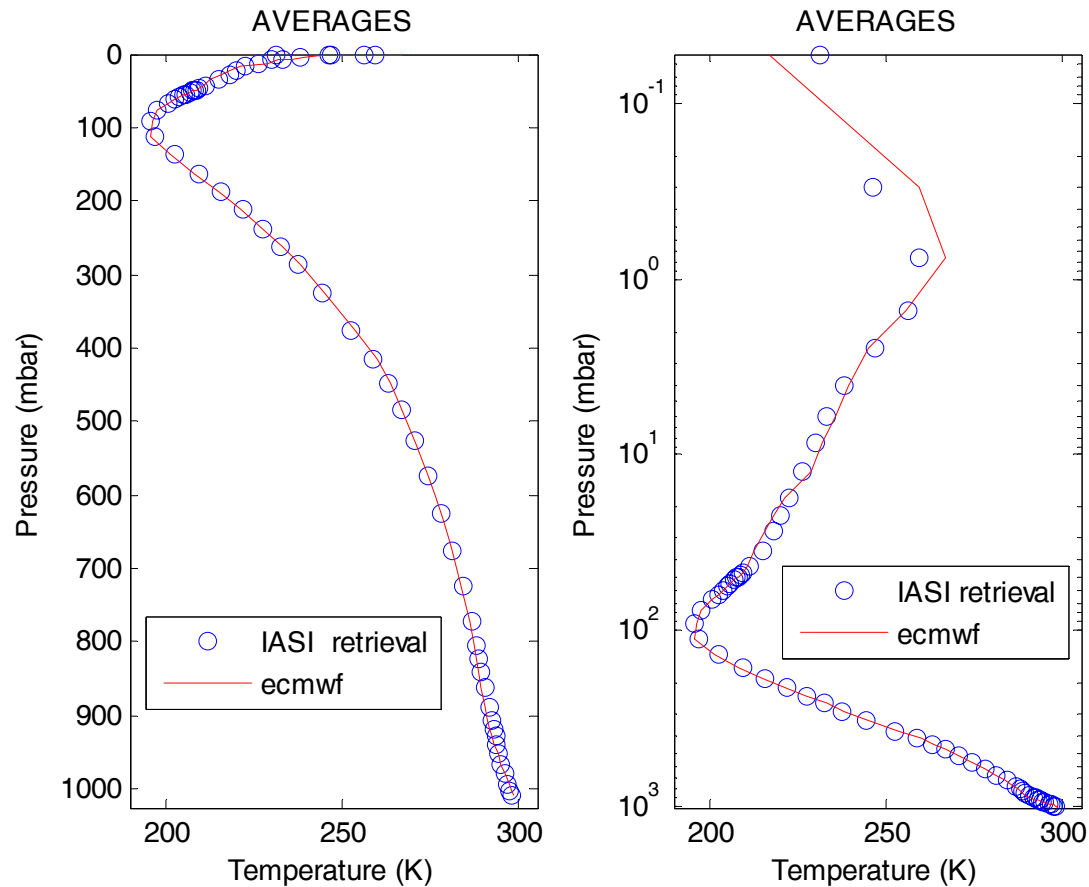 AVERAGES
0
100
200
300
400
500
600
700
800
900
1000
Pressure (mbar)
IASI retrieval
ecmwf
200 250 300
Temperature (K)
AVERAGES
10^-1
10^0
10^1
10^2
10^3
Pressure (mbar)
IASI retrieval
ecmwf
200 250 300
Temperature (K)